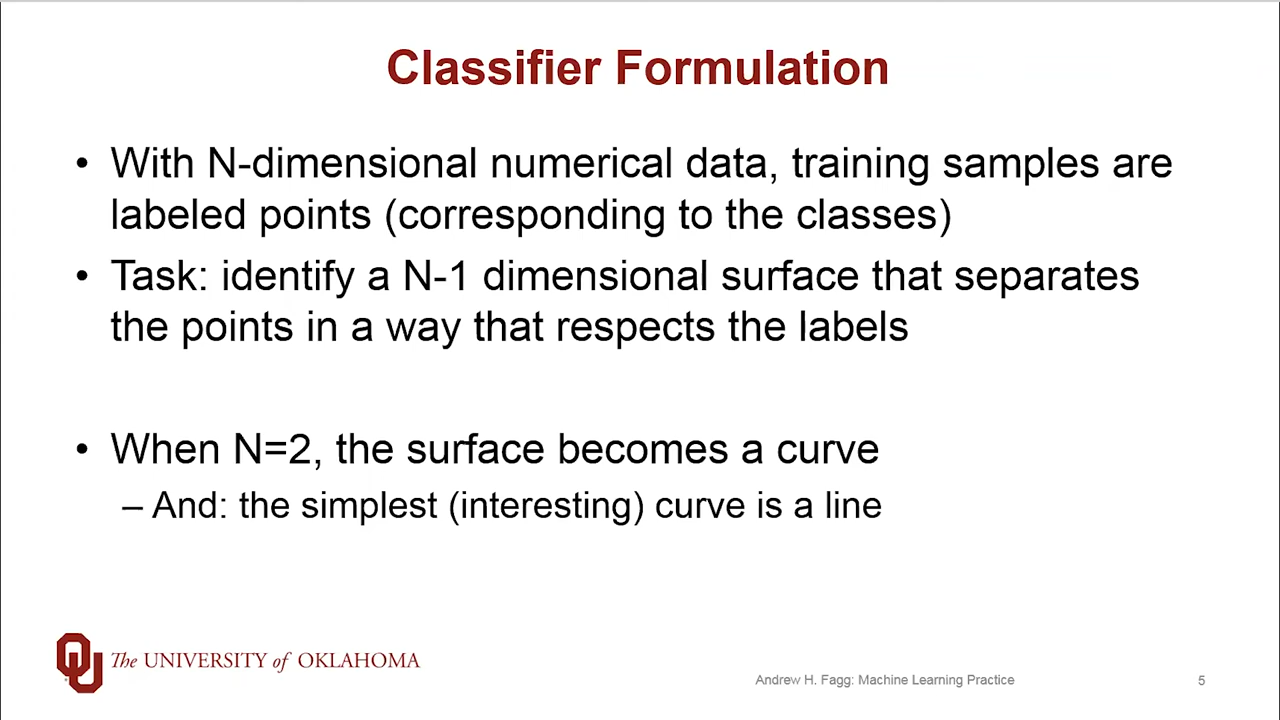 Classifier Formulation
• With N-dimensional numerical data, training samples are
labeled points (corresponding to the classes)
• Task: identify a N-1 dimensional surface that separates
the points in a way that respects the labels
• When N=2, the surface becomes a curve
– And: the simplest (interesting) curve is a line
The UNIVERSITY of OKLAHOMA
Andrew H. Fagg: Machine Learning Practice
5